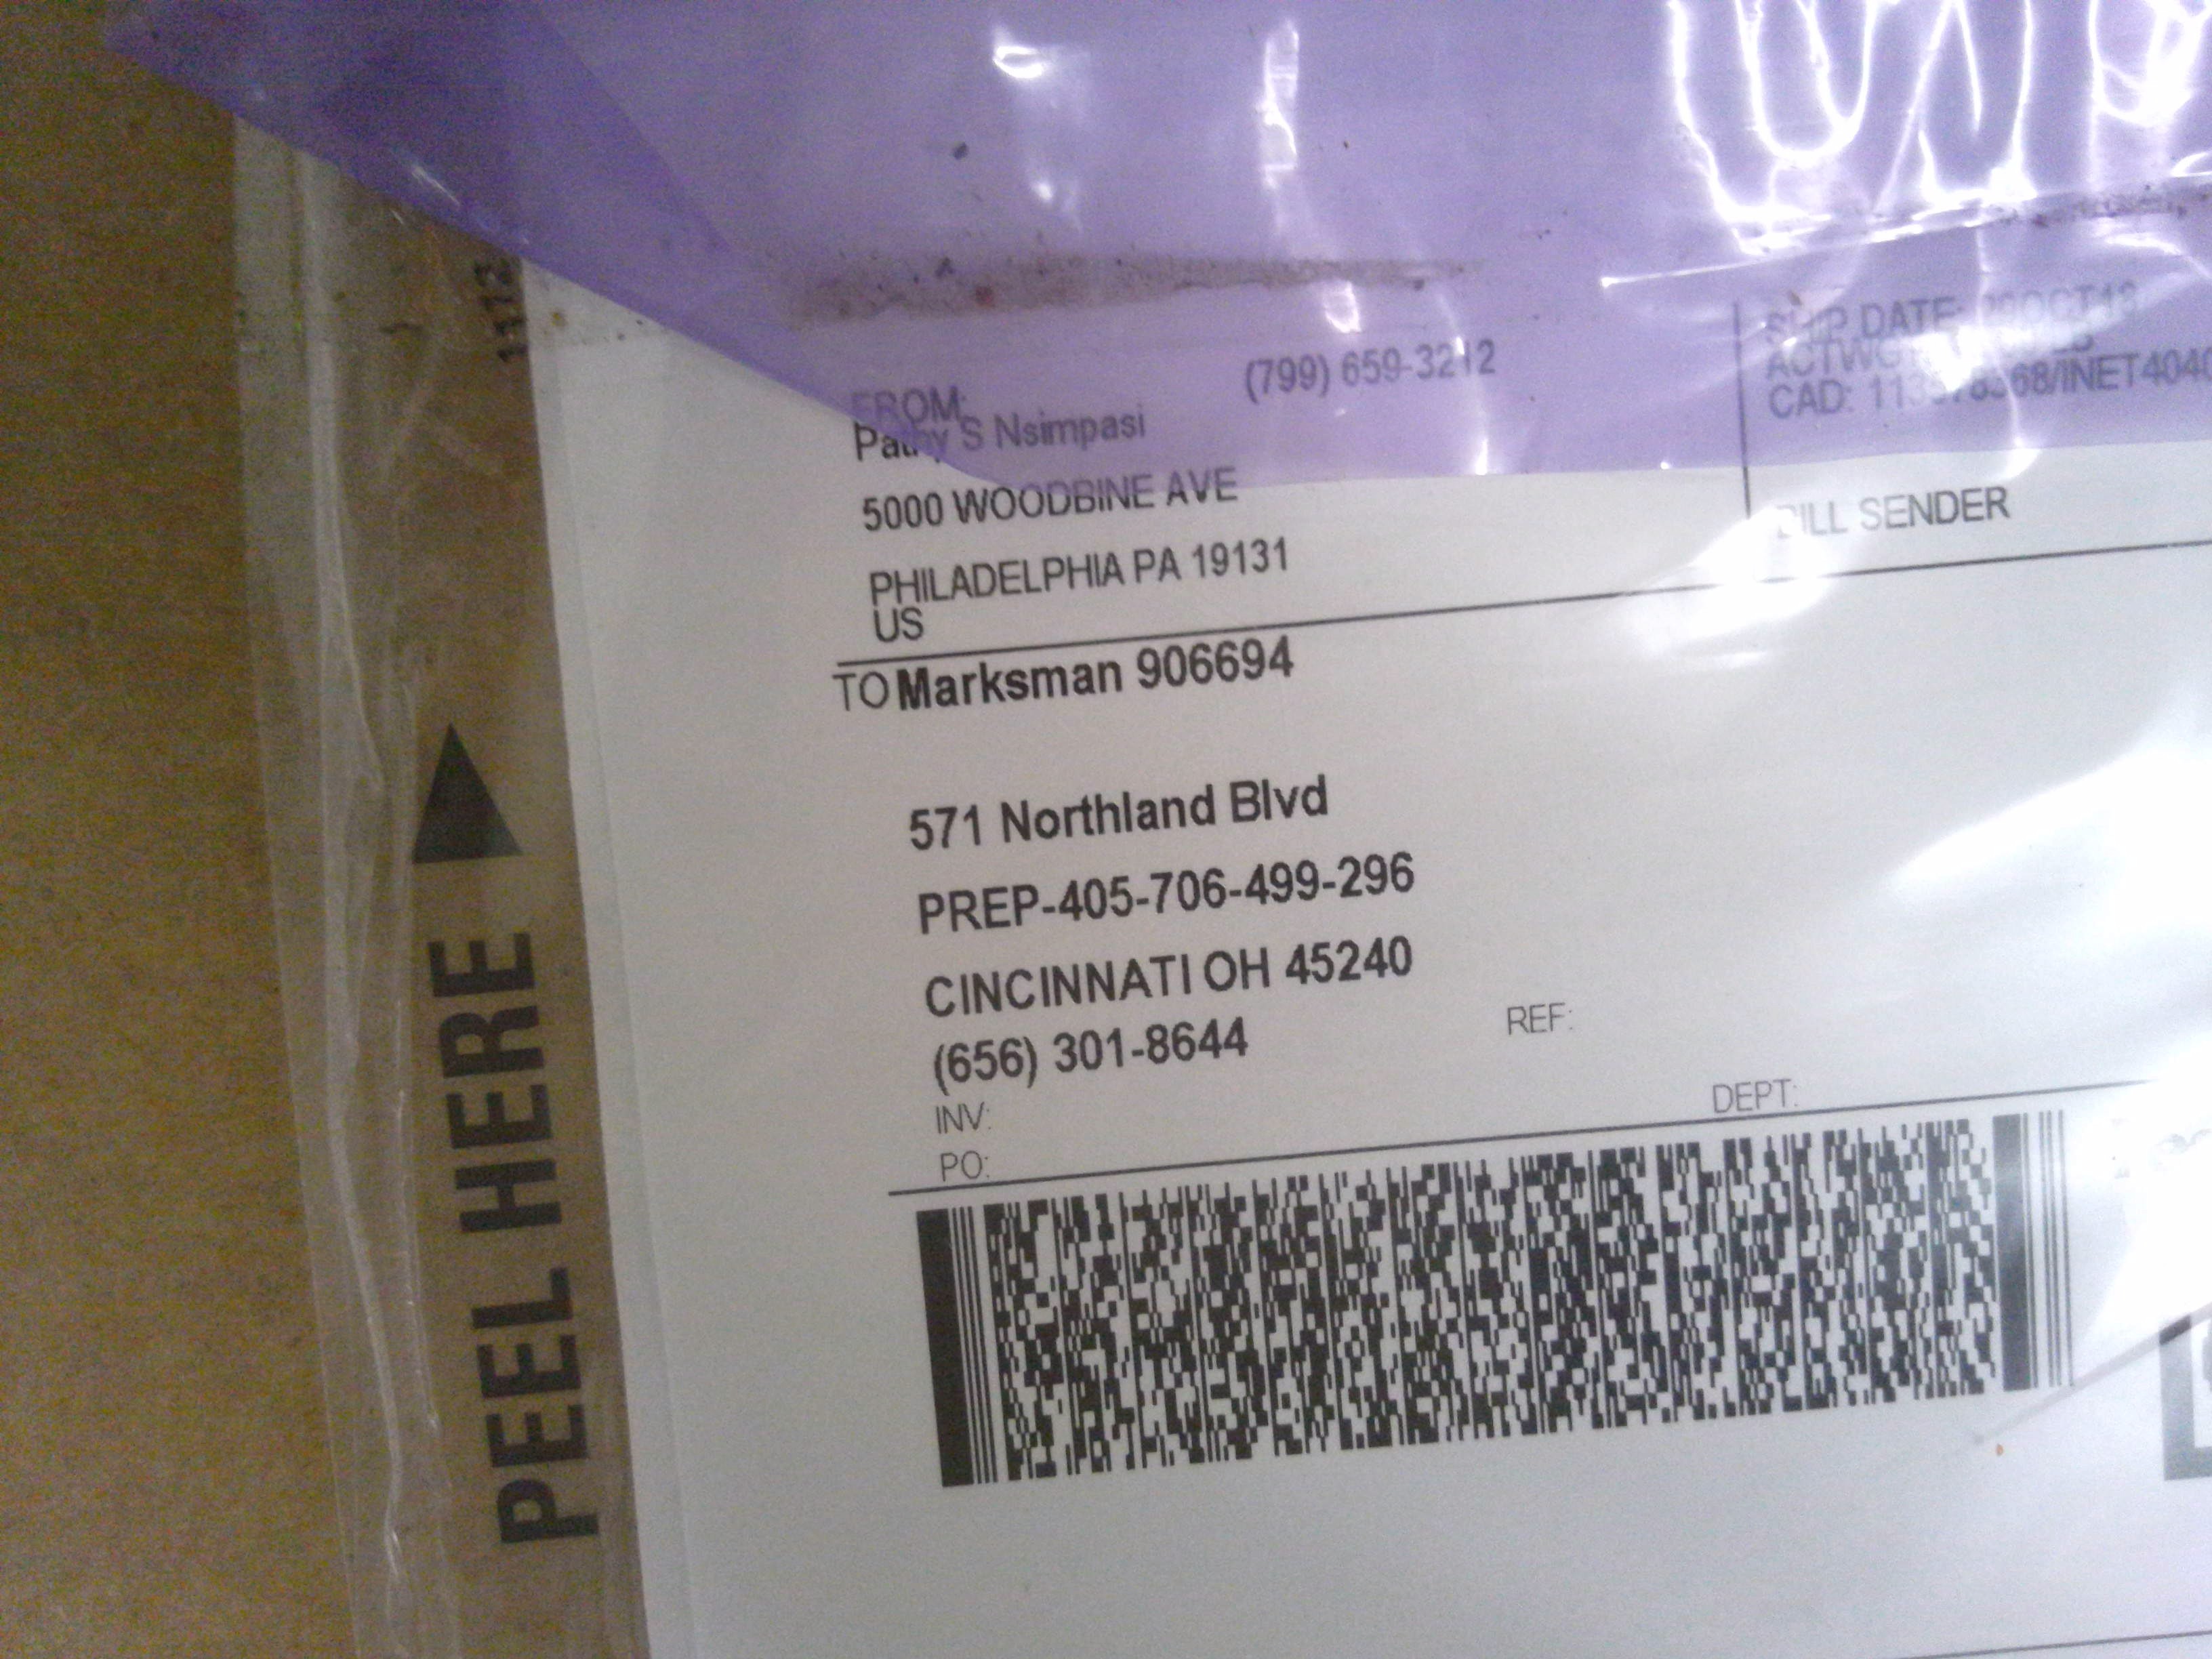 1112
FROM:
(799) 659-3212
Pathy S Nsimpasi
5000 WOODBINE AVE
PHILADELPHIA PA 19131
US
SHIP DATE:
CAD:
BILL SENDER
TO Marksman 906694
571 Northland Blvd
PREP-405-706-499-296
CINCINNATI OH 45240
(656) 301-8644
REF:
INV:
DEPT:
PO:
PEEL HERE